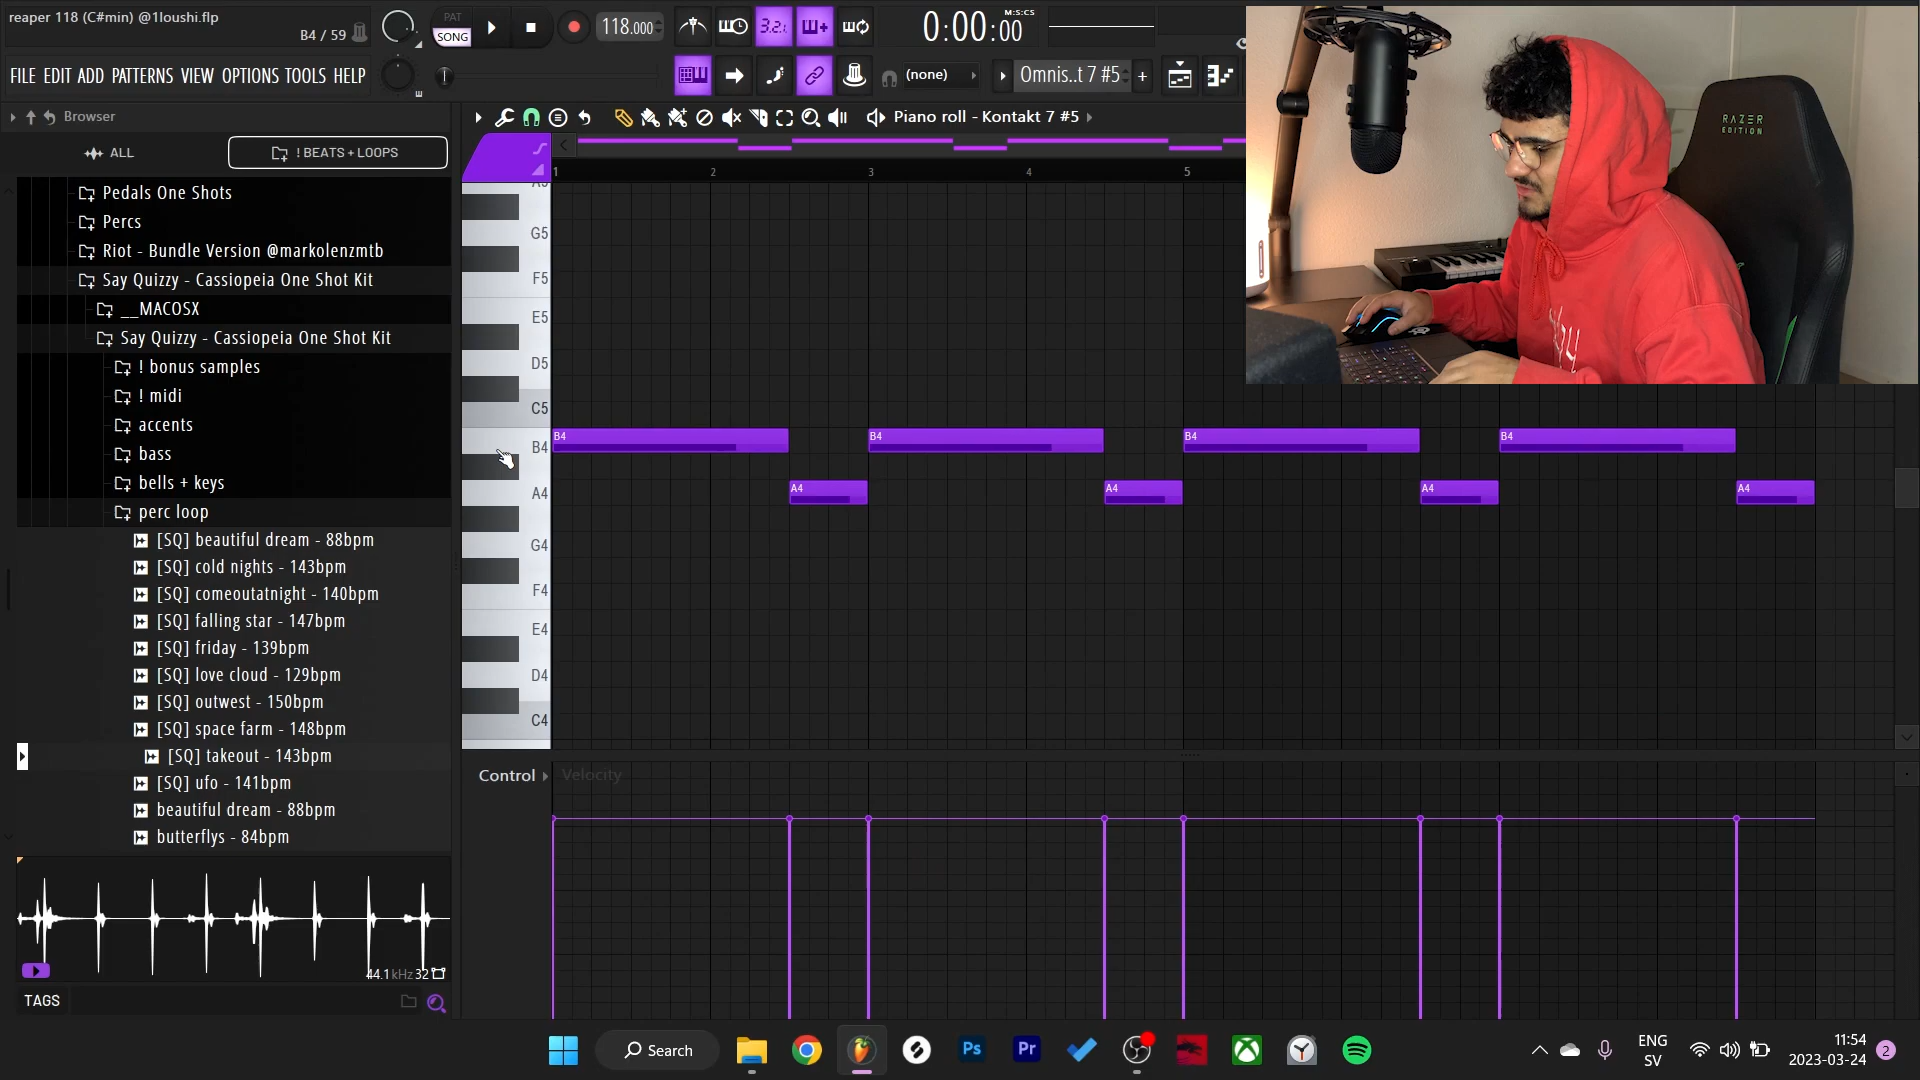 reaper 118 (C#min) @1loushi.flp
B4 / 59
PAT
SONG
118.000
3.2.1
0:00:00
M:S:CS
FILE EDIT ADD PATTERNS VIEW OPTIONS TOOLS HELP
(none)
Omnis..t 7 #5
+
Browser
Piano roll - Kontakt 7 #5
ALL
! BEATS + LOOPS
1
2
3
4
5
Pedals One Shots
Percs
Riot - Bundle Version @markolenzmtb
Say Quizzy - Cassiopeia One Shot Kit
__MACOSX
Say Quizzy - Cassiopeia One Shot Kit
! bonus samples
! midi
accents
bass
bells + keys
perc loop
[SQ] beautiful dream - 88bpm
[SQ] cold nights - 143bpm
[SQ] comeoutatnight - 140bpm
[SQ] falling star - 147bpm
[SQ] friday - 139bpm
[SQ] love cloud - 129bpm
[SQ] outwest - 150bpm
[SQ] space farm - 148bpm
[SQ] takeout - 143bpm
[SQ] ufo - 141bpm
beautiful dream - 88bpm
butterflys - 84bpm
44.1kHz 32
TAGS
A5
G5
F5
E5
D5
C5
B4
A4
G4
F4
E4
D4
C4
B4
B4
B4
B4
A4
A4
A4
A4
Control
Velocity
RAZER
EDITION
Search
Ps
Pr
ENG
SV
11:54
2023-03-24
2